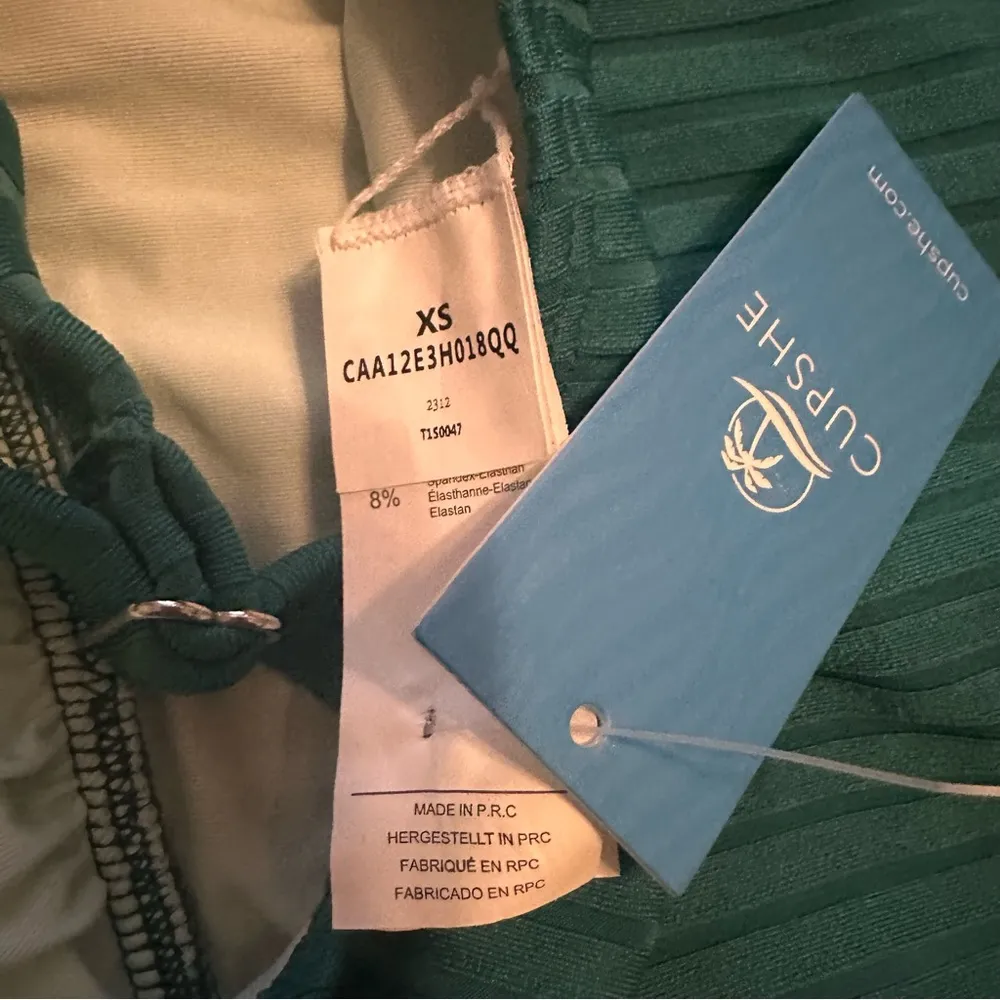 XS
CAA12E3H018QQ
2312
T150047
Spandex-Elasthan
8% Élasthanne-Elastan
Elastan
MADE IN P.R.C
HERGESTELLT IN PRC
FABRIQUÉ EN RPC
FABRICADO EN RPC
CUPSHE
cupshe.com